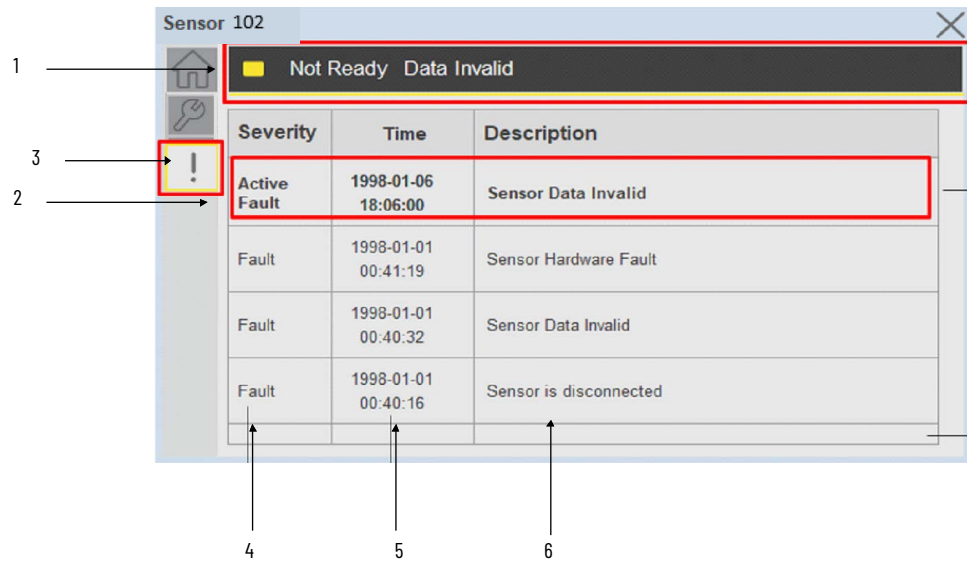 Sensor 102
1
Not Ready Data Invalid
Severity Time Description
3
!
2
Active Fault 1998-01-06 18:06:00 Sensor Data Invalid
Fault 1998-01-01 00:41:19 Sensor Hardware Fault
Fault 1998-01-01 00:40:32 Sensor Data Invalid
Fault 1998-01-01 00:40:16 Sensor is disconnected
4 5 6